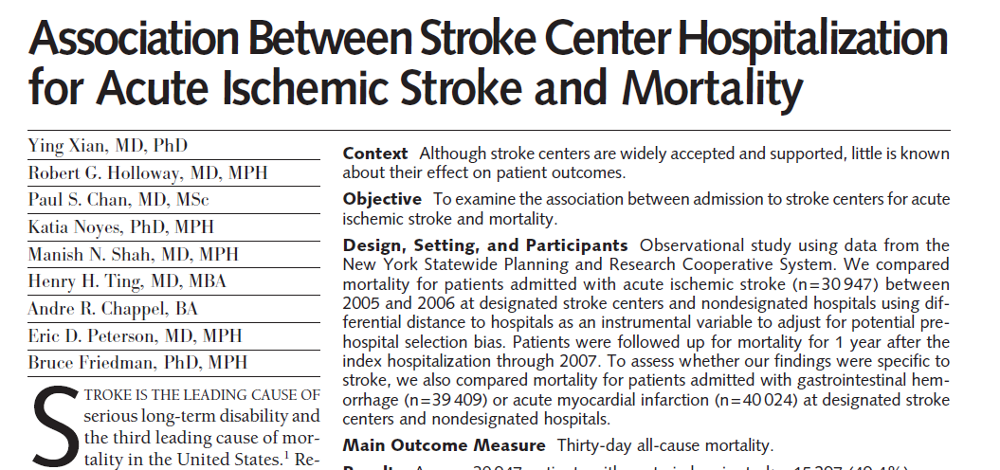 Association Between Stroke Center Hospitalization
for Acute Ischemic Stroke and Mortality
Ying Xian, MD, PhD
Robert G. Holloway, MD, MPH
Paul S. Chan, MD, MSc
Katia Noyes, PhD, MPH
Manish N. Shah, MD, MPH
Henry H. Ting, MD, MBA
Andre R. Chappel, BA
Eric D. Peterson, MD, MPH
Bruce Friedman, PhD, MPH
STROKE IS THE LEADING CAUSE OF
serious long-term disability and
the third leading cause of mor-
tality in the United States.1 Re-
Context Although stroke centers are widely accepted and supported, little is known
about their effect on patient outcomes.
Objective To examine the association between admission to stroke centers for acute
ischemic stroke and mortality.
Design, Setting, and Participants Observational study using data from the
New York Statewide Planning and Research Cooperative System. We compared
mortality for patients admitted with acute ischemic stroke (n=30 947) between
2005 and 2006 at designated stroke centers and nondesignated hospitals using dif-
ferential distance to hospitals as an instrumental variable to adjust for potential pre-
hospital selection bias. Patients were followed up for mortality for 1 year after the
index hospitalization through 2007. To assess whether our findings were specific to
stroke, we also compared mortality for patients admitted with gastrointestinal hem-
orrhage (n=39 409) or acute myocardial infarction (n=40 024) at designated stroke
centers and nondesignated hospitals.
Main Outcome Measure Thirty-day all-cause mortality.